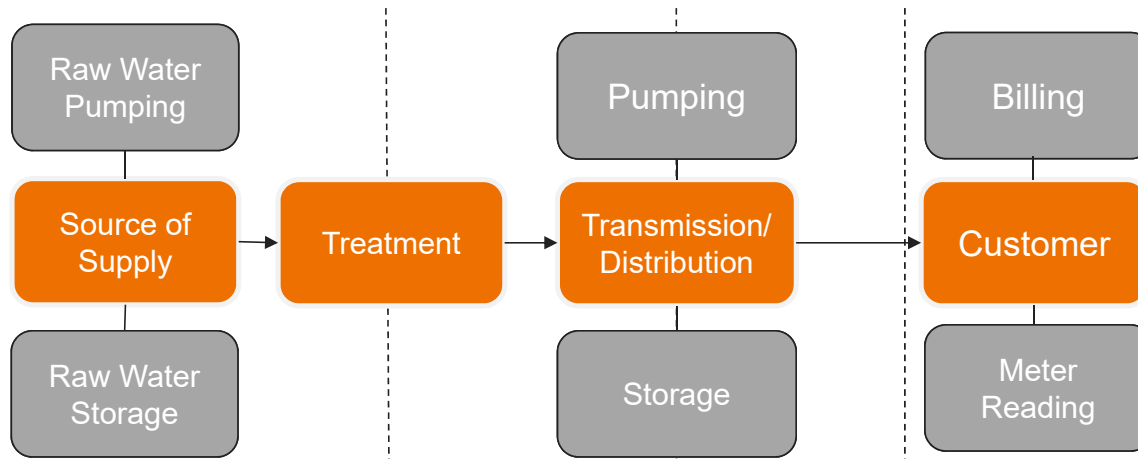 Raw Water
Pumping
Pumping
Billing
Source of
Supply
Treatment
Transmission/
Distribution
Customer
Raw Water
Storage
Storage
Meter
Reading